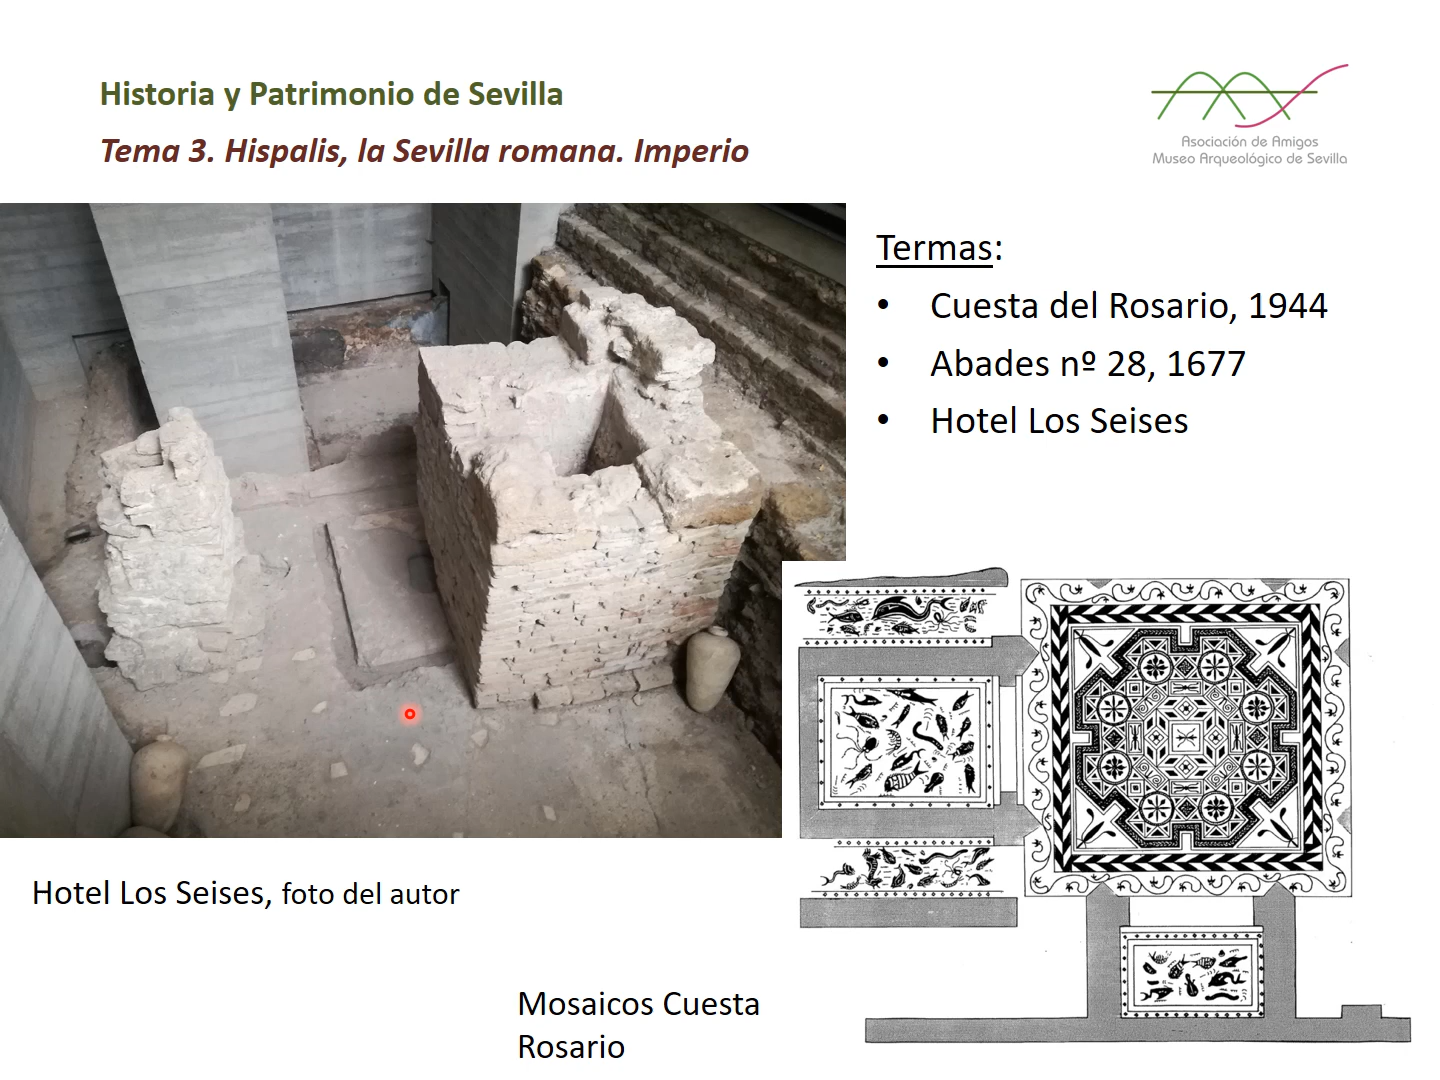 Historia y Patrimonio de Sevilla
Tema 3. Hispalis, la Sevilla romana. Imperio
Asociación de Amigos
Museo Arqueológico de Sevilla
Termas:
• Cuesta del Rosario, 1944
• Abades nº 28, 1677
• Hotel Los Seises
Hotel Los Seises, foto del autor
Mosaicos Cuesta
Rosario